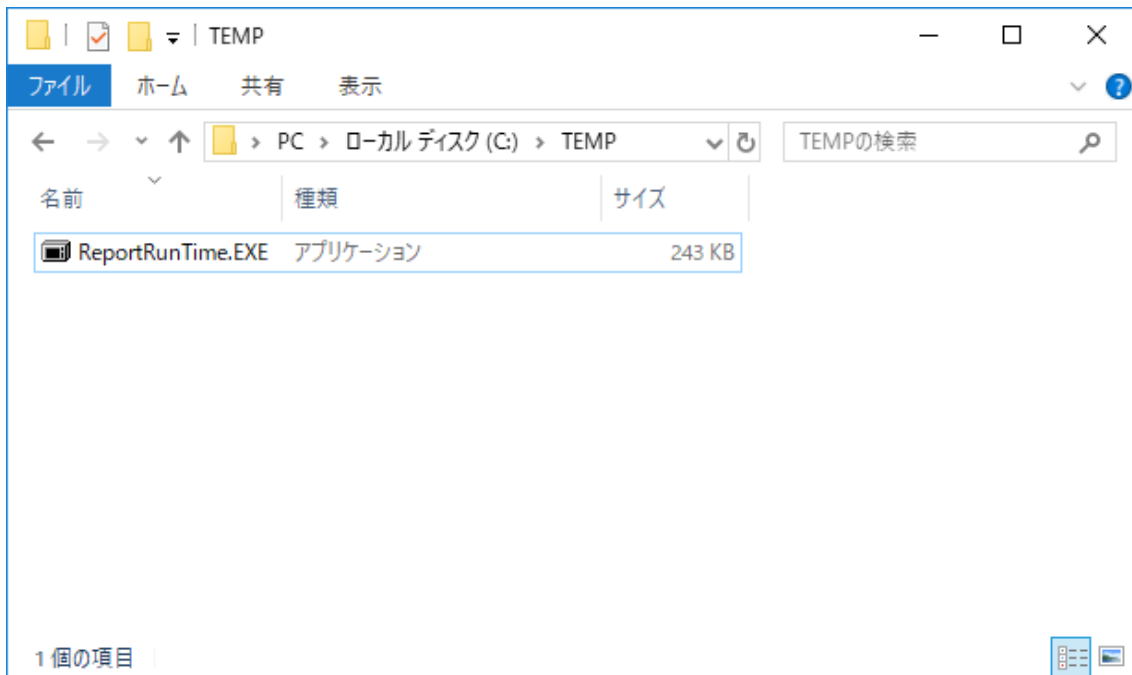 TEMP
ファイル ホーム 共有 表示
PC > ローカル ディスク (C:) > TEMP TEMPの検索
名前 種類 サイズ
ReportRunTime.EXE アプリケーション 243 KB
1 個の項目